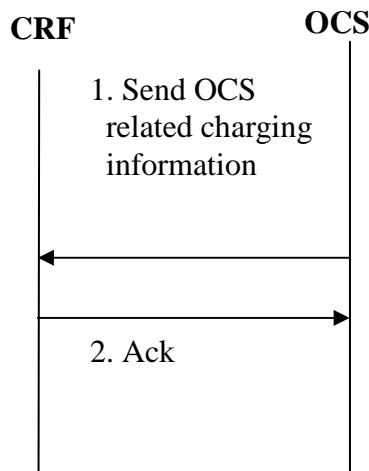 CRF
OCS
1. Send OCS
related charging
information
2. Ack